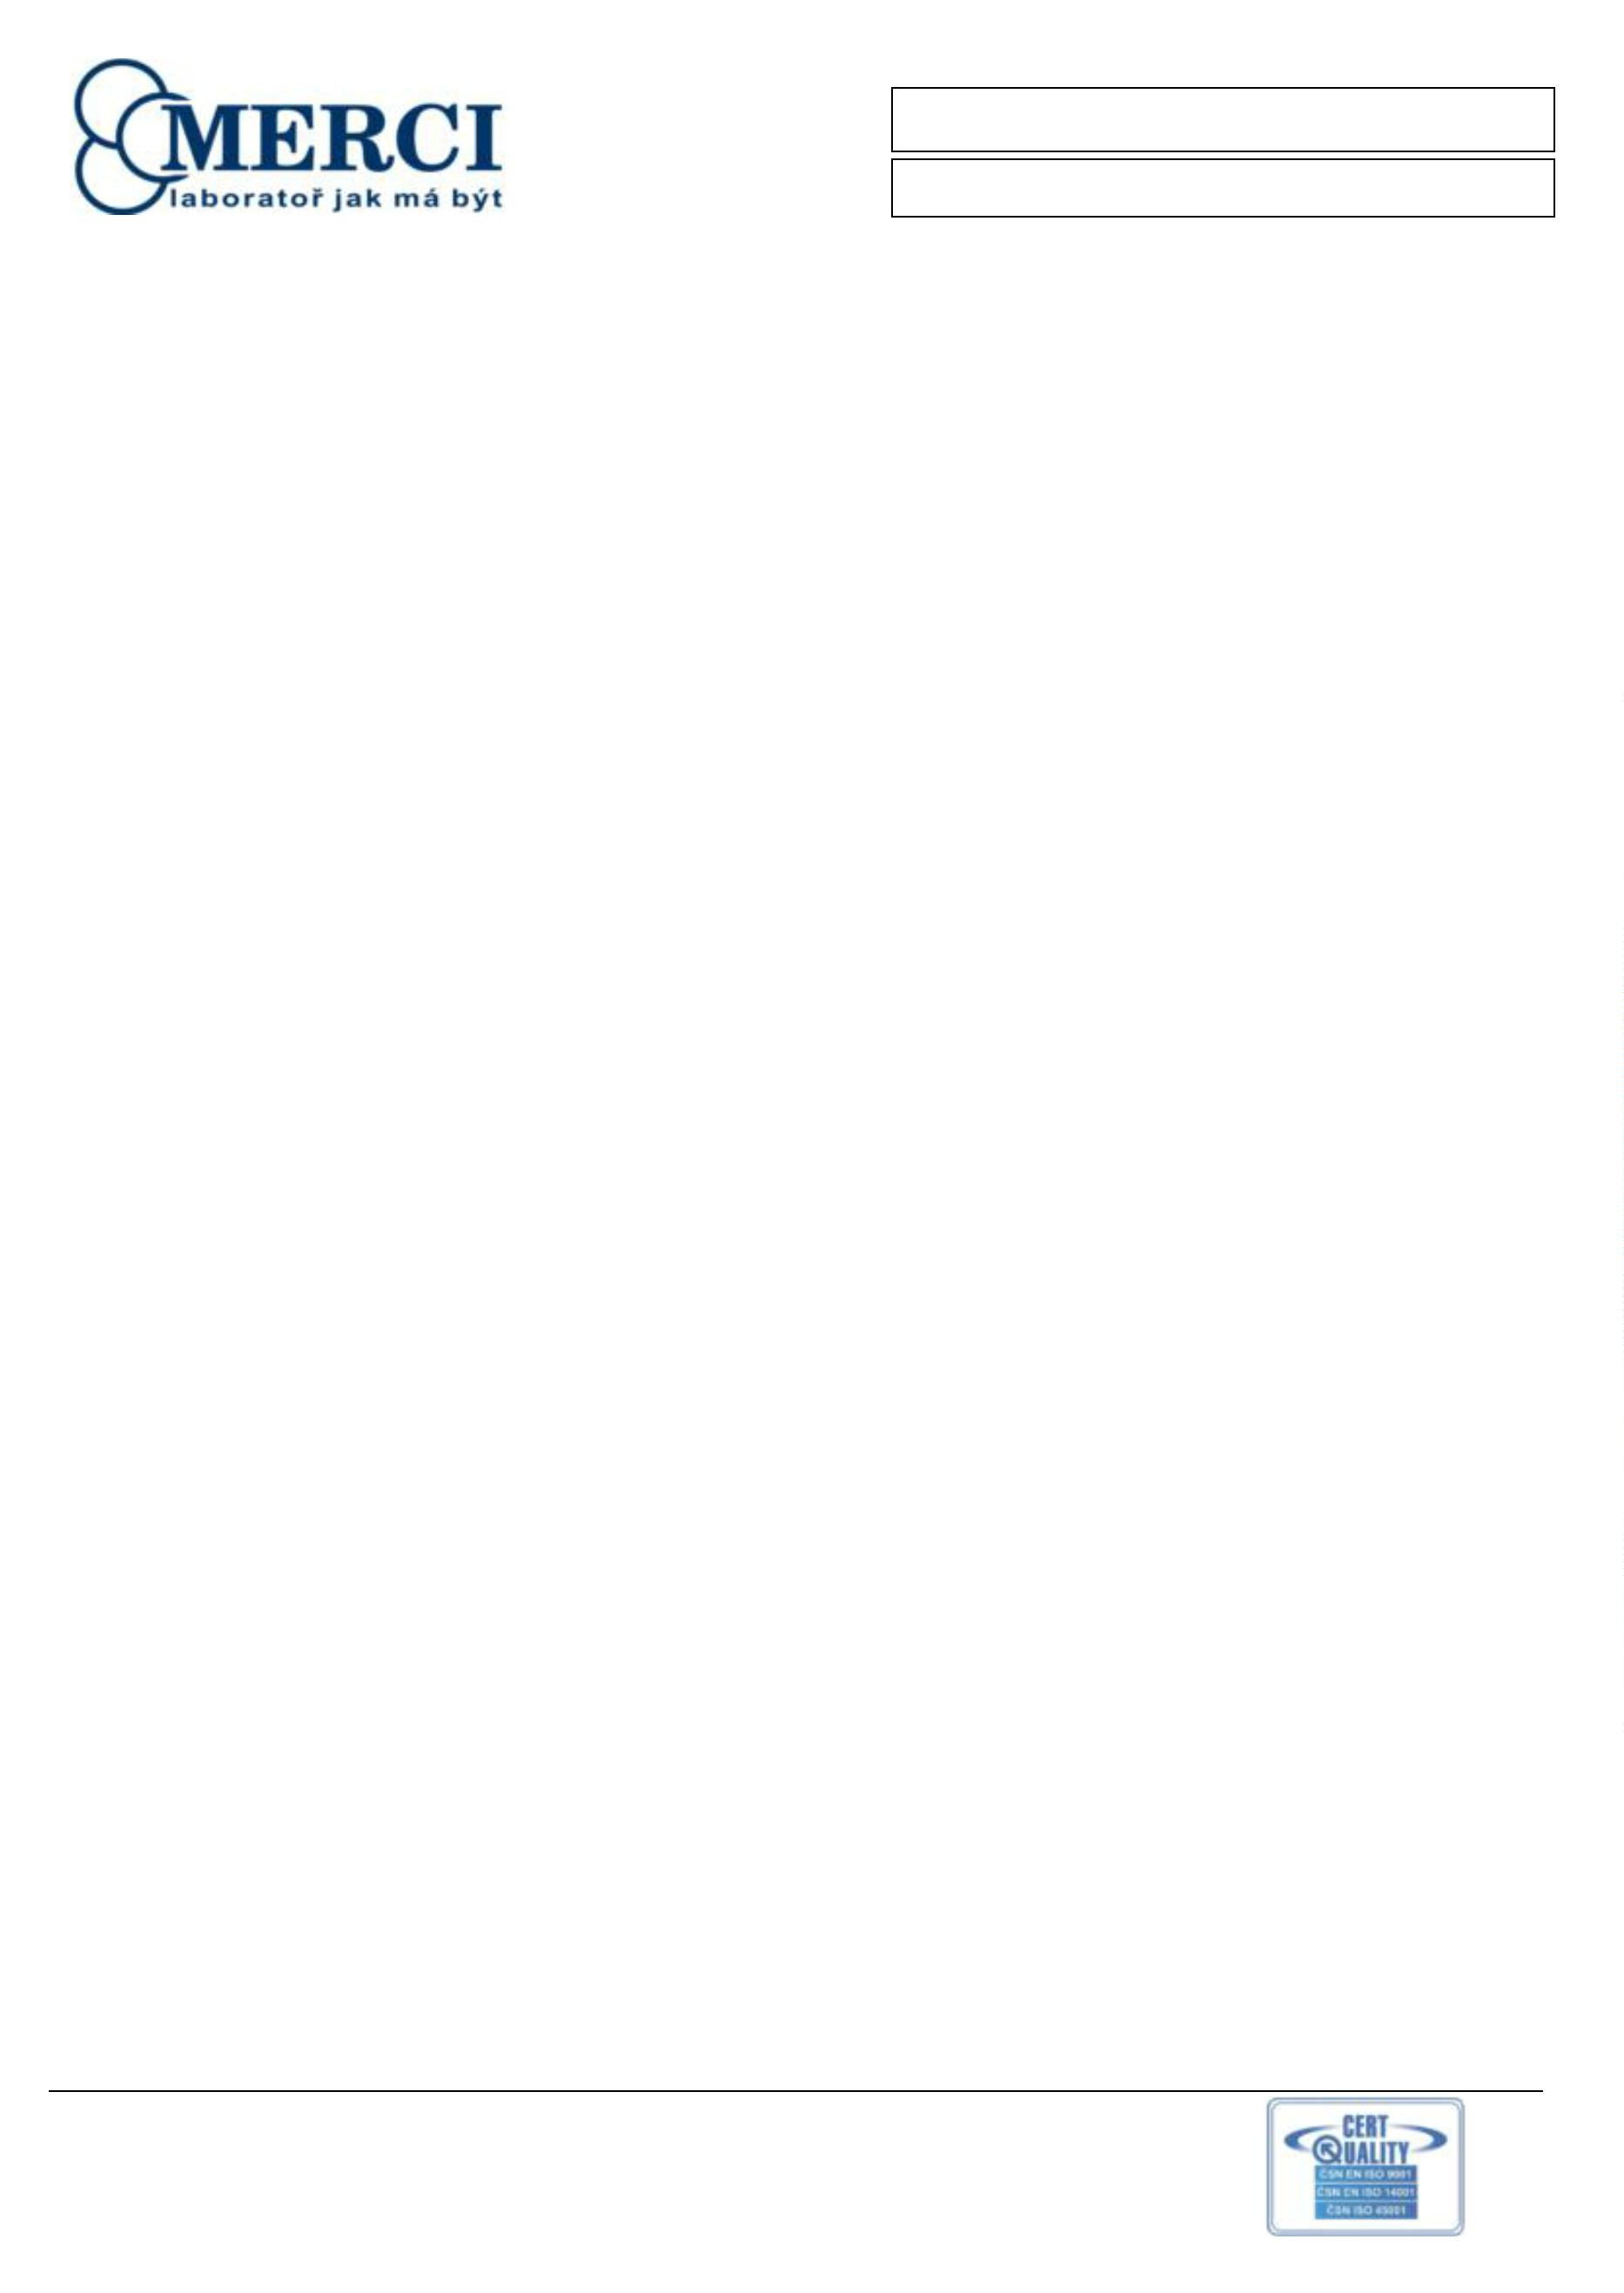 MERCI
laboratoř jak má být
CERT
QUALITY
ČSN EN ISO 9001
ČSN EN ISO 14001
ČSN ISO 45001